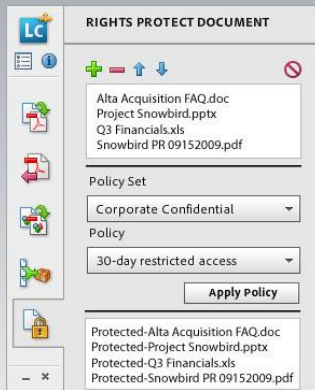 Lc
RIGHTS PROTECT DOCUMENT
Alta Acquisition FAQ.doc
Project Snowbird.pptx
Q3 Financials.xls
Snowbird PR 09152009.pdf
Policy Set
Corporate Confidential
Policy
30-day restricted access
Apply Policy
Protected-Alta Acquisition FAQ.doc
Protected-Project Snowbird.pptx
Protected-Q3 Financials.xls
Protected-Snowbird PR 09152009.pdf